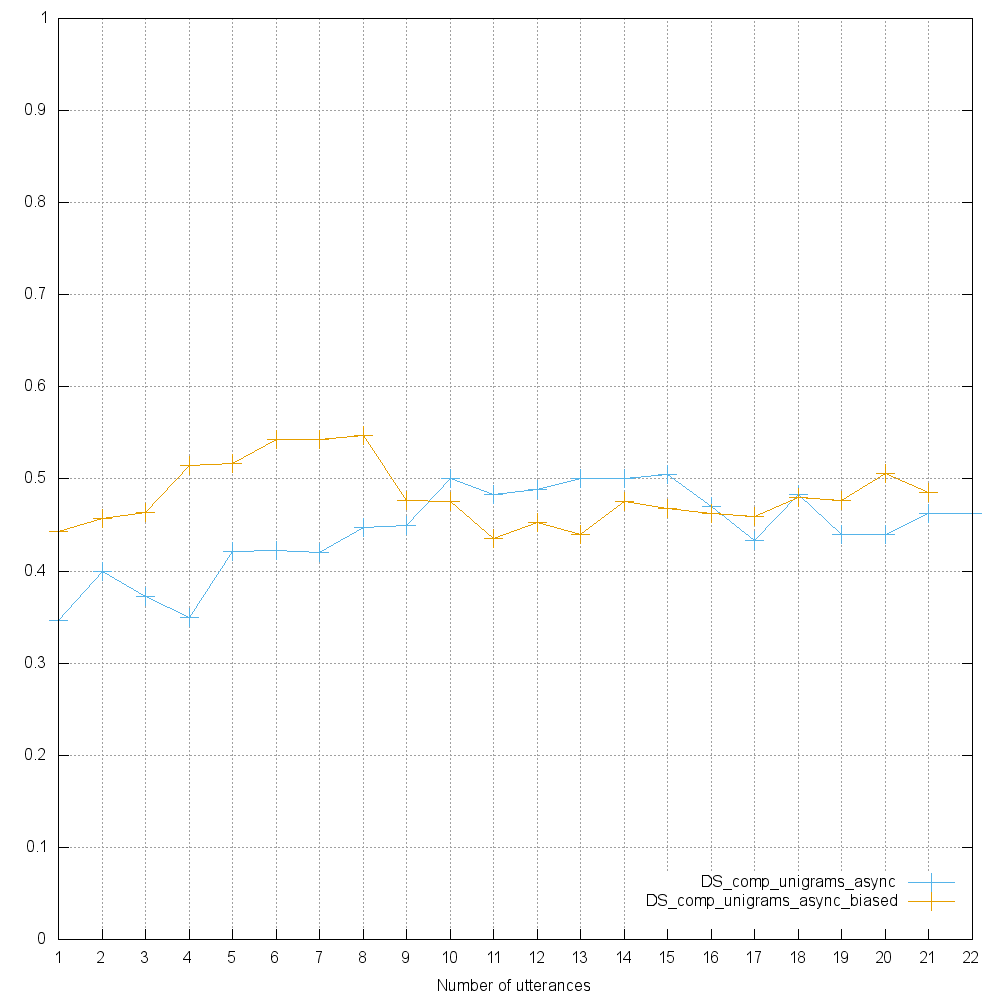 1
0.9
0.8
0.7
0.6
0.5
0.4
0.3
0.2
0.1
0
DS_comp_unigrams_async
DS_comp_unigrams_async_biased
1 2 3 4 5 6 7 8 9 10 11 12 13 14 15 16 17 18 19 20 21 22
Number of utterances